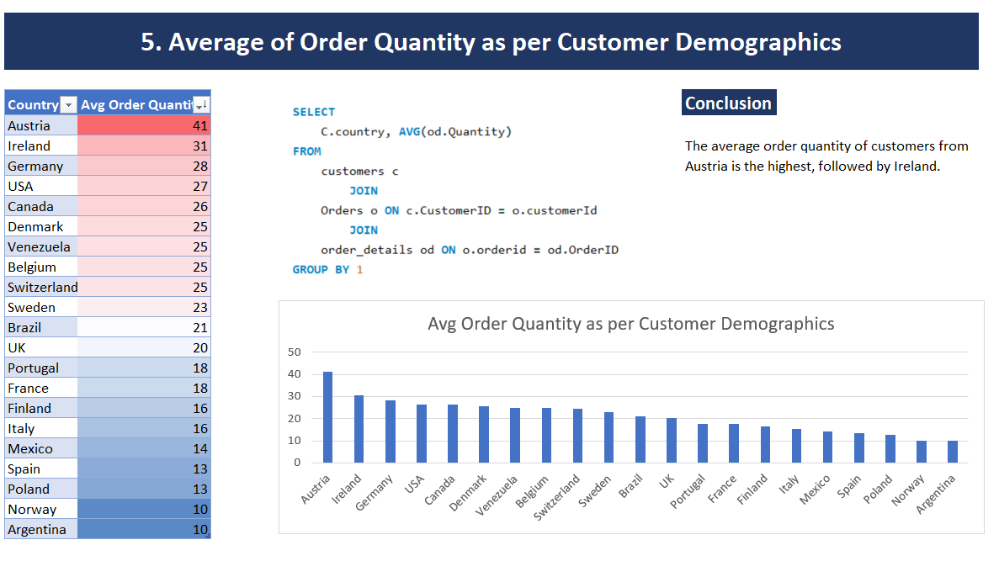 5. Average of Order Quantity as per Customer Demographics
Country Avg Order Quanti
Austria 41
Ireland 31
Germany 28
USA 27
Canada 26
Denmark 25
Venezuela 25
Belgium 25
Switzerland 25
Sweden 23
Brazil 21
UK 20
Portugal 18
France 18
Finland 16
Italy 16
Mexico 14
Spain 13
Poland 13
Norway 10
Argentina 10
SELECT
C.country, AVG(od.Quantity)
FROM
customers c
JOIN
Orders o ON c.CustomerID = o.customerId
JOIN
order_details od ON o.orderid = od.OrderID
GROUP BY 1
Conclusion
The average order quantity of customers from
Austria is the highest, followed by Ireland.
Avg Order Quantity as per Customer Demographics
50
40
30
20
10
0
Austria Ireland Germany USA Canada Denmark Venezuela Belgium Switzerland Sweden Brazil UK Portugal France Finland Italy Mexico Spain Poland Norway Argentina